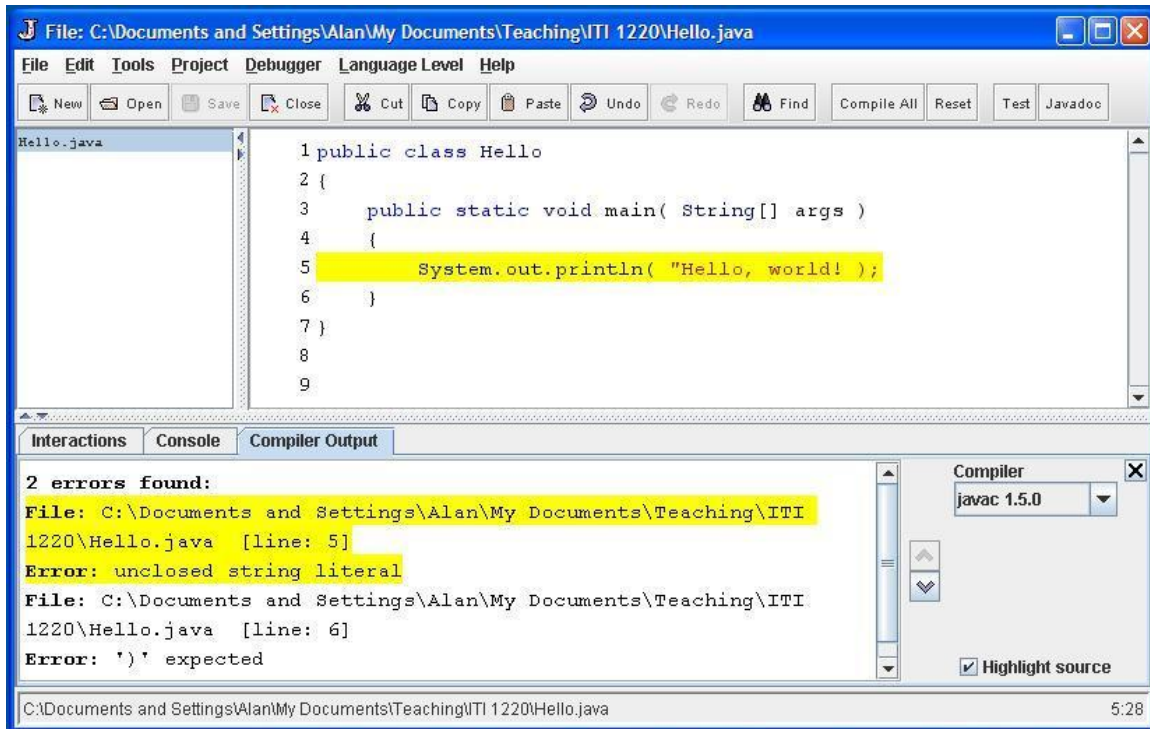 File: C:\Documents and Settings\Alan\My Documents\Teaching\ITI 1220\Hello.java
File Edit Tools Project Debugger Language Level Help
New Open Save Close Cut Copy Paste Undo Redo Find Compile All Reset Test Javadoc
Hello.java
1 public class Hello
2 {
3 public static void main( String[] args )
4 {
5 System.out.println( "Hello, world! );
6 }
7 }
8
9
Interactions Console Compiler Output
2 errors found:
File: C:\Documents and Settings\Alan\My Documents\Teaching\ITI
1220\Hello.java [line: 5]
Error: unclosed string literal
File: C:\Documents and Settings\Alan\My Documents\Teaching\ITI
1220\Hello.java [line: 6]
Error: ')' expected
Compiler
javac 1.5.0
Highlight source
C:\Documents and Settings\Alan\My Documents\Teaching\ITI 1220\Hello.java 5:28